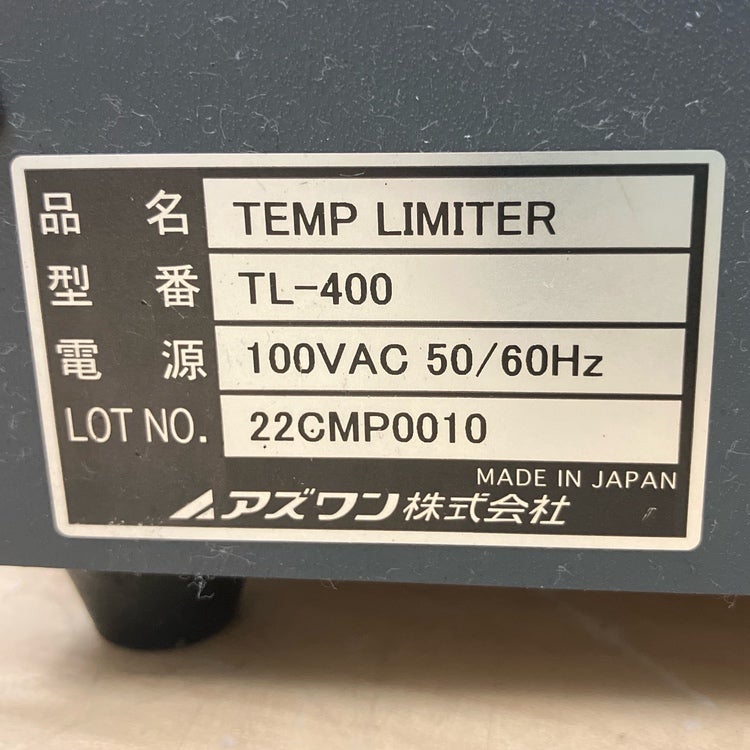 品名 TEMP LIMITER
型番 TL-400
電源 100VAC 50/60Hz
LOT NO. 22CMP0010
MADE IN JAPAN
アズワン株式会社